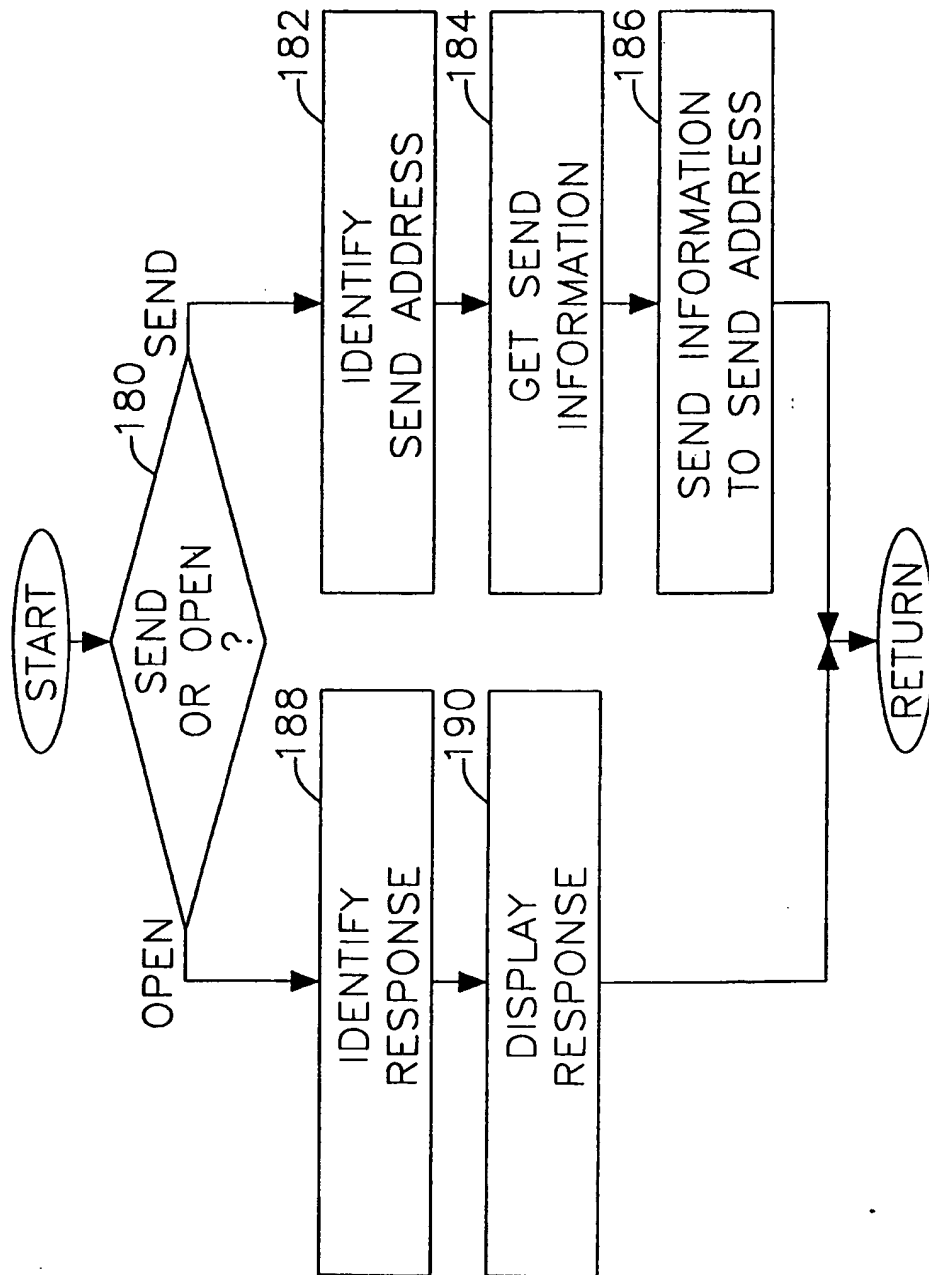 START
SEND
OR OPEN
?
180
OPEN
SEND
188
IDENTIFY
RESPONSE
190
DISPLAY
RESPONSE
182
IDENTIFY
SEND ADDRESS
184
GET SEND
INFORMATION
186
SEND INFORMATION
TO SEND ADDRESS
RETURN